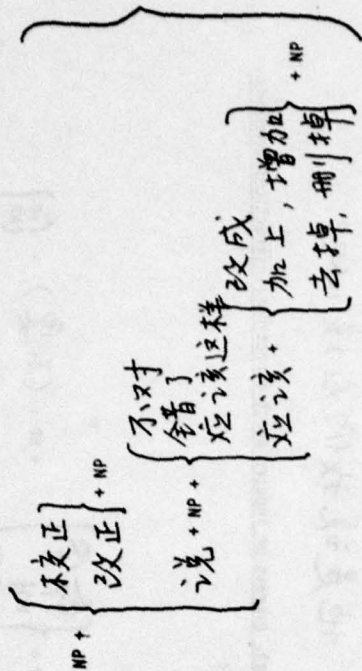 NP +
校正
改正
+ NP
说 + NP +
不对
错了
应该这样
应该 +
改成
加上，增加
去掉，删掉
+ NP